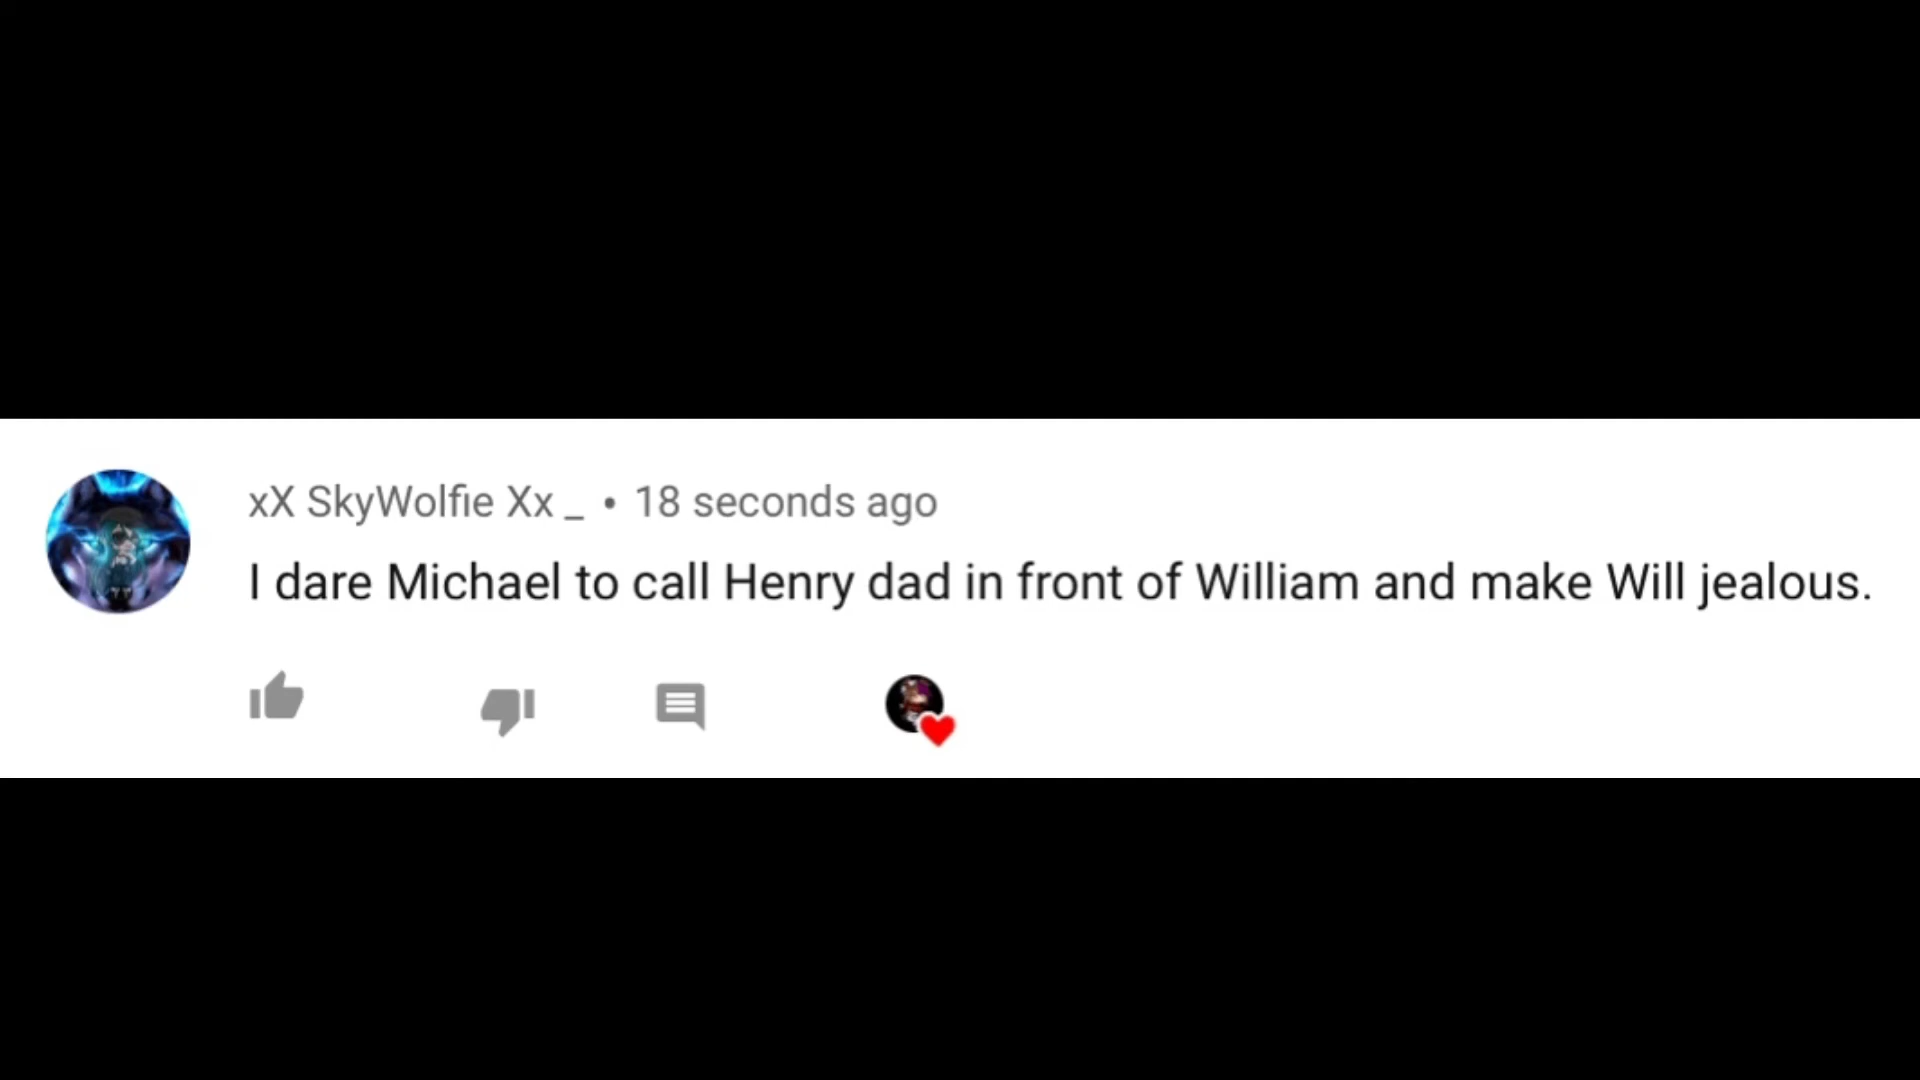 xX SkyWolfie Xx _ • 18 seconds ago
I dare Michael to call Henry dad in front of William and make Will jealous.